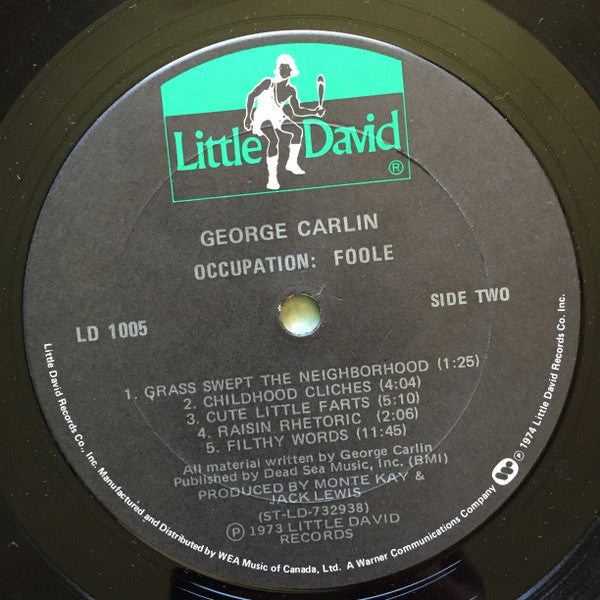 Little David ®
GEORGE CARLIN
OCCUPATION: FOOLE
LD 1005
SIDE TWO
1. GRASS SWEPT THE NEIGHBORHOOD (1:25)
2. CHILDHOOD CLICHES (4:04)
3. CUTE LITTLE FARTS (5:10)
4. RAISIN RHETORIC (2:06)
5. FILTHY WORDS (11:45)
All material written by George Carlin
Published by Dead Sea Music, Inc. (BMI)
PRODUCED BY MONTE KAY &
JACK LEWIS
(ST-LD-732938)
℗ 1973 LITTLE DAVID
RECORDS
Little David Records Co., Inc. Manufactured and Distributed by WEA Music of Canada, Ltd. A Warner Communications Company ℗ 1974 Little David Records Co. Inc.